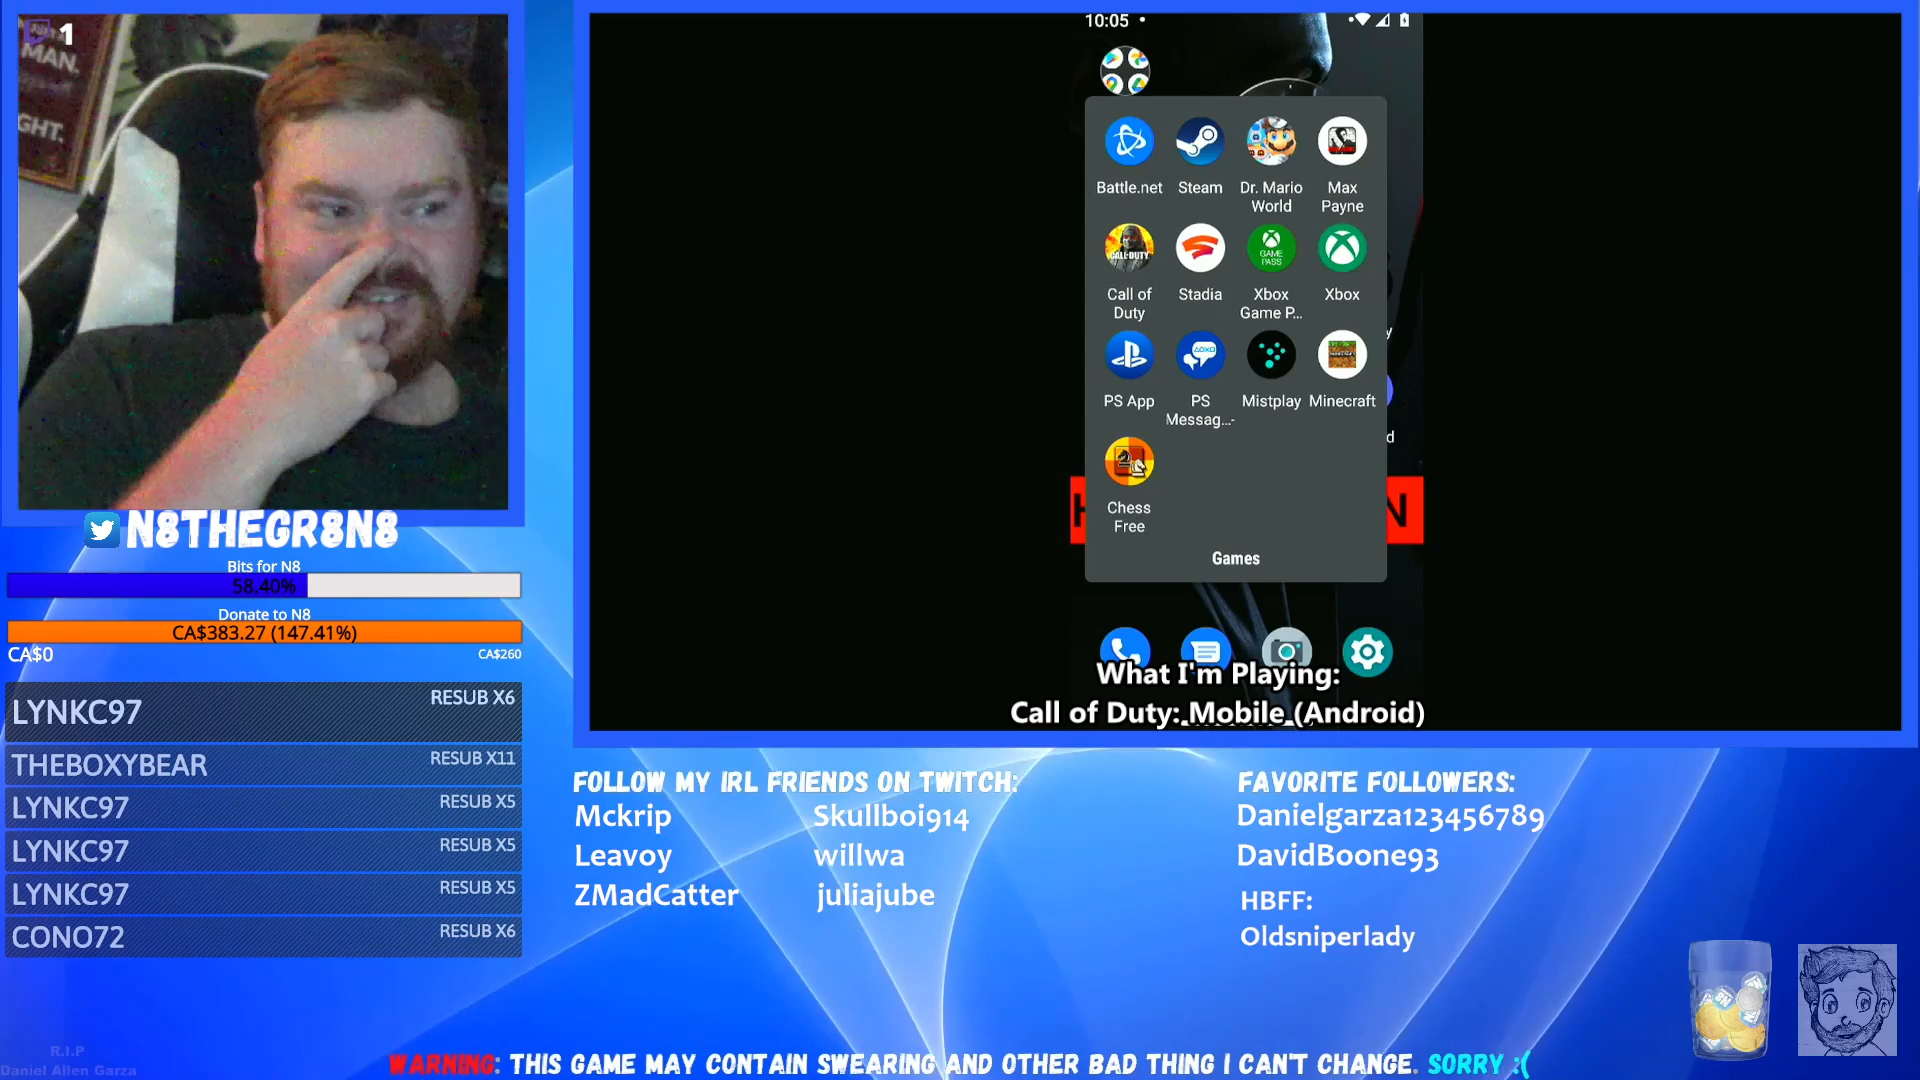 1
MAN.
GHT.
N8THEGR8N8
Bits for N8
58.40%
Donate to N8
CA$383.27 (147.41%)
CA$0
CA$260
LYNKC97
RESUB X6
THEBOXYBEAR
RESUB X11
LYNKC97
RESUB X5
LYNKC97
RESUB X5
LYNKC97
RESUB X5
CONO72
RESUB X6
R.I.P
Daniel Allen Garza
10:05
Battle.net
Steam
Dr. Mario
World
Max
Payne
CALL OF DUTY
GAME
PASS
Call of
Duty
Stadia
Xbox
Game P...
Xbox
PS App
PS
Messag...
Mistplay
Minecraft
Chess
Free
Games
H
N
y
d
What I'm Playing:
Call of Duty: Mobile (Android)
FOLLOW MY IRL FRIENDS ON TWITCH:
Mckrip
Skullboi914
Leavoy
willwa
ZMadCatter
juliajube
FAVORITE FOLLOWERS:
Danielgarza123456789
DavidBoone93
HBFF:
Oldsniperlady
WARNING: THIS GAME MAY CONTAIN SWEARING AND OTHER BAD THING I CAN'T CHANGE. SORRY :(